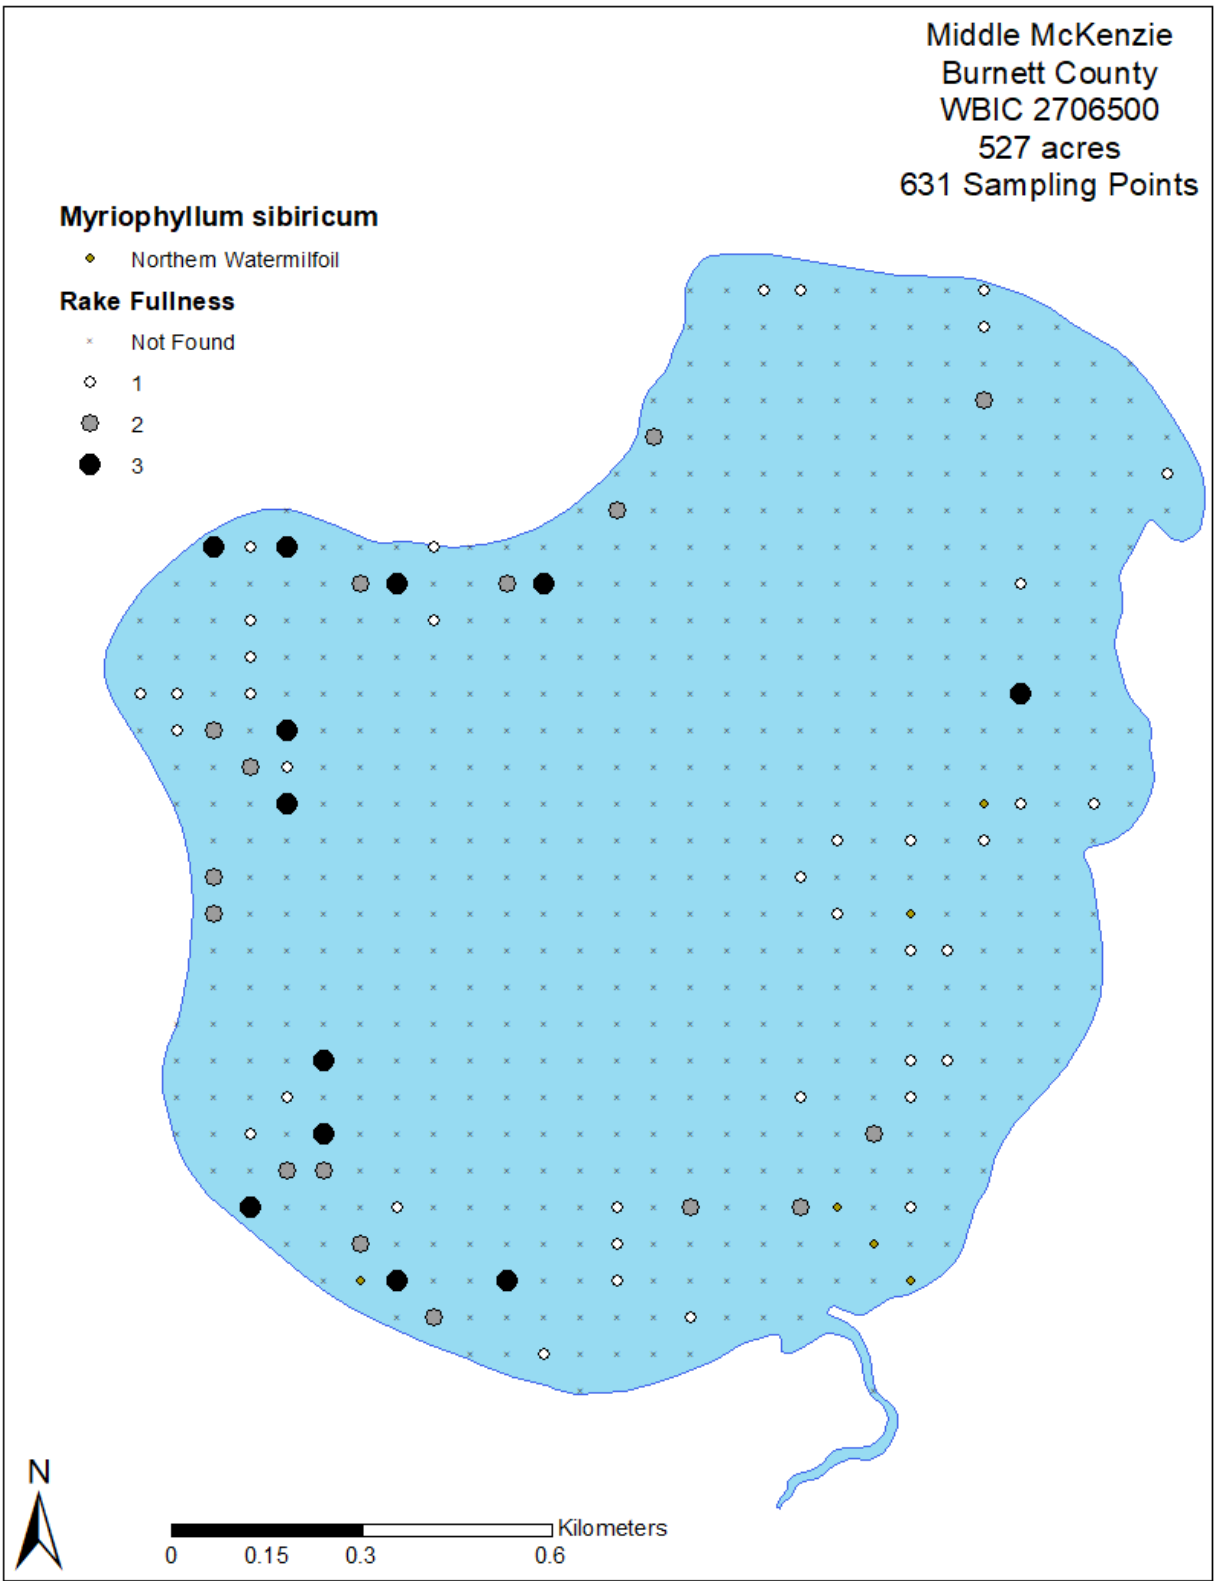 Middle McKenzie
Burnett County
WBIC 2706500
527 acres
631 Sampling Points
Myriophyllum sibiricum
Northern Watermilfoil
Rake Fullness
Not Found
1
2
3
N
Kilometers
0 0.15 0.3 0.6